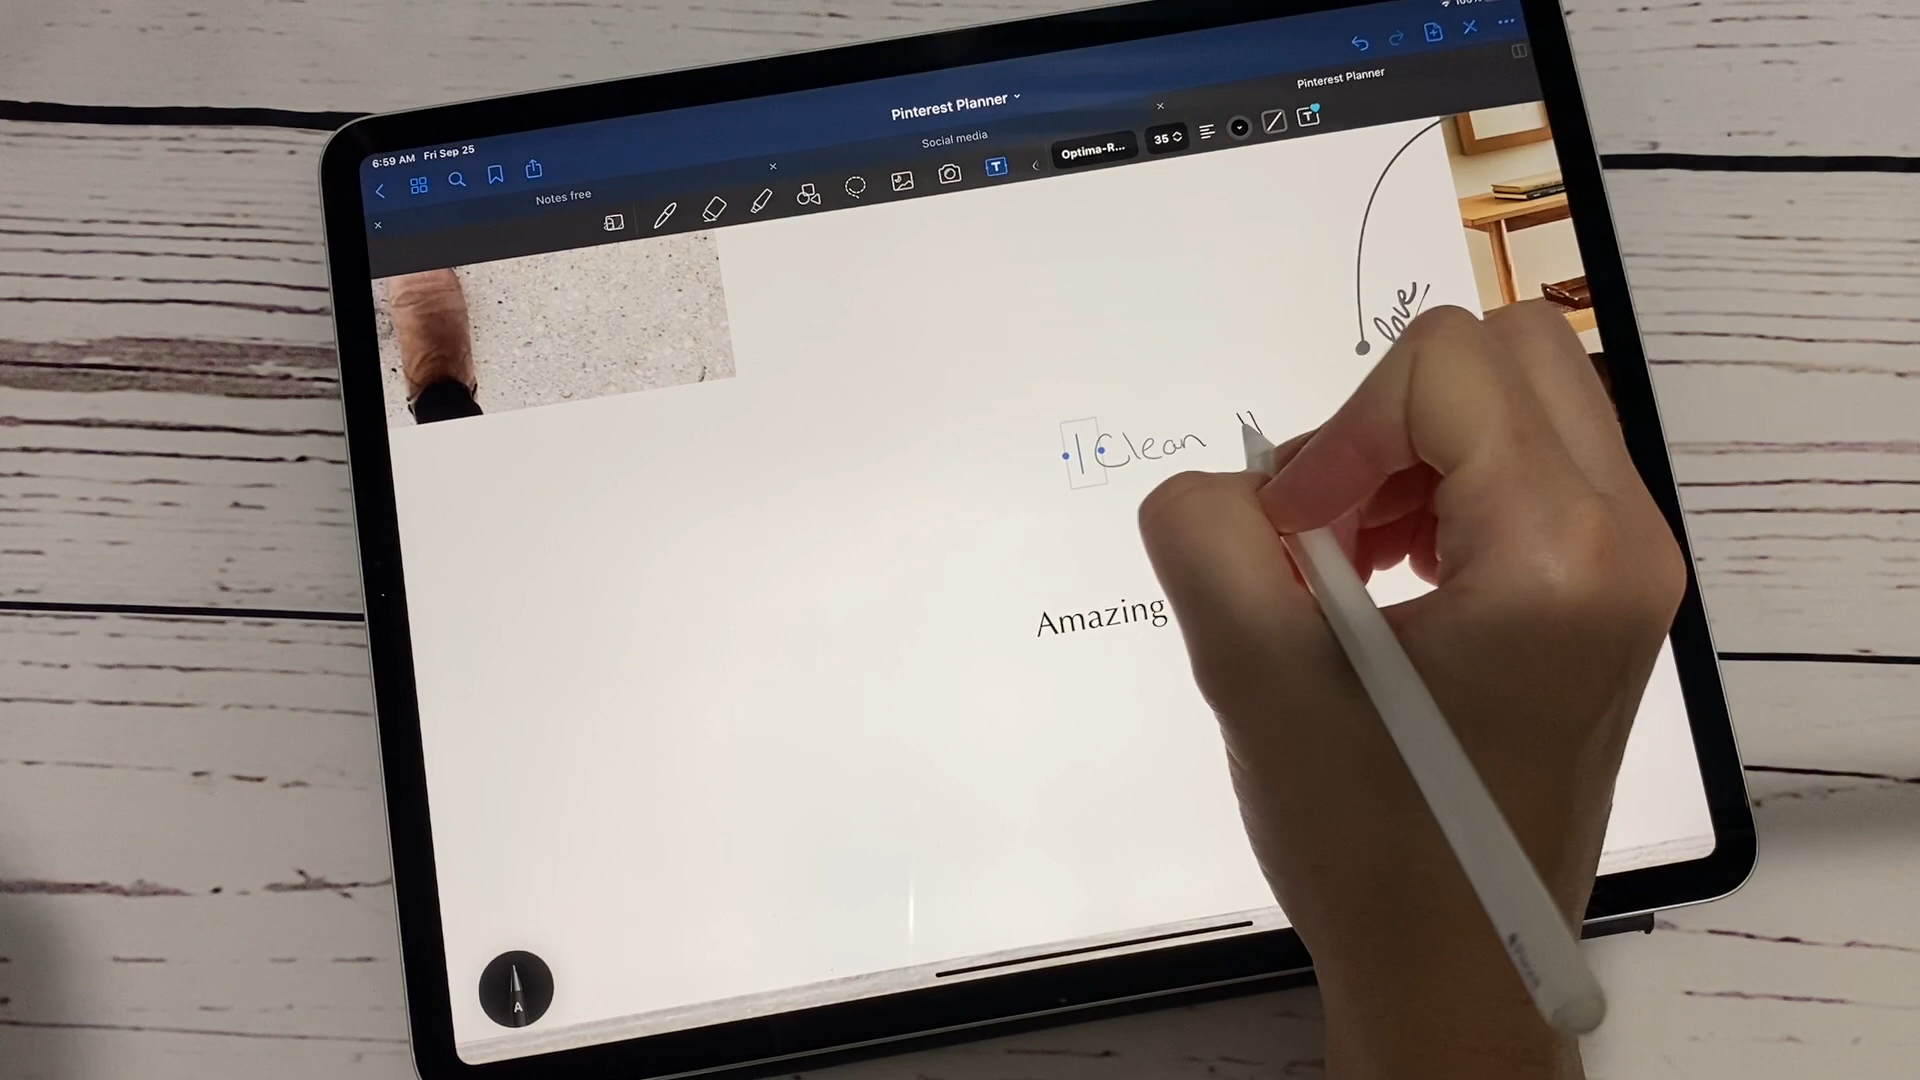 6:59 AM Fri Sep 25
100%
Pinterest Planner
Notes free
Social media
Pinterest Planner
Optima-R...
35
love
Clean
Amazing
A